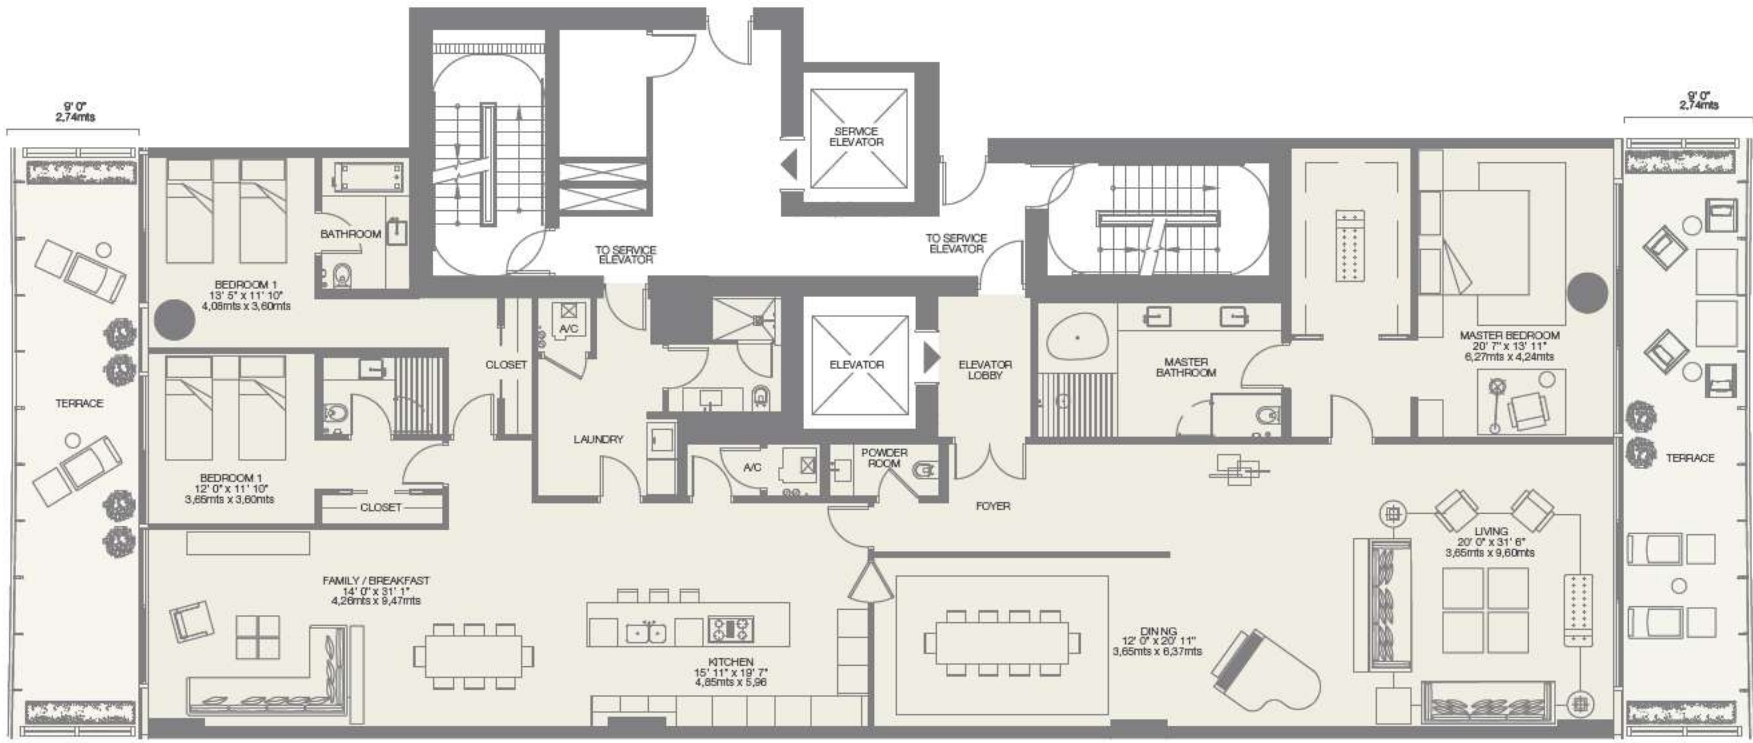 9' 0"
2,74mts
9' 0"
2,74mts
SERVICE
ELEVATOR
BATHROOM
TO SERVICE
ELEVATOR
TO SERVICE
ELEVATOR
BEDROOM 1
13' 5" x 11' 10"
4,08mts x 3,60mts
A/C
CLOSET
ELEVATOR
ELEVATOR
LOBBY
MASTER
BATHROOM
MASTER BEDROOM
20' 7" x 13' 11"
6,27mts x 4,24mts
TERRACE
LAUNDRY
A/C
POWDER
ROOM
TERRACE
BEDROOM 1
12' 0" x 11' 10"
3,65mts x 3,60mts
CLOSET
FOYER
LIVING
20' 0" x 31' 6"
3,65mts x 9,60mts
FAMILY / BREAKFAST
14' 0" x 31' 1"
4,26mts x 9,47mts
DINING
12' 0" x 20' 11"
3,65mts x 6,37mts
KITCHEN
15' 11" x 19' 7"
4,85mts x 5,96